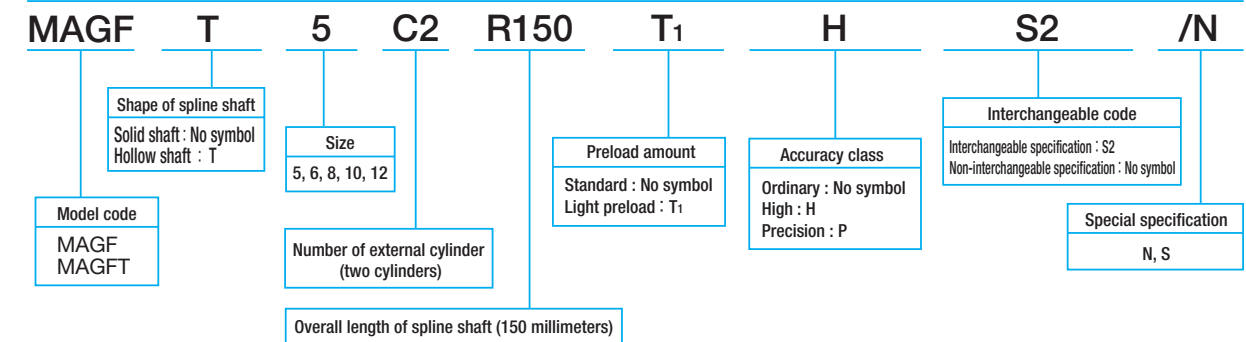 MAGF T 5 C2 R150 T1 H S2 /N
Shape of spline shaft
Solid shaft : No symbol
Hollow shaft : T
Size
5, 6, 8, 10, 12
Interchangeable code
Interchangeable specification : S2
Non-interchangeable specification : No symbol
Preload amount
Standard : No symbol
Light preload : T1
Accuracy class
Ordinary : No symbol
High : H
Precision : P
Model code
MAGF
MAGFT
Number of external cylinder
(two cylinders)
Special specification
N, S
Overall length of spline shaft (150 millimeters)